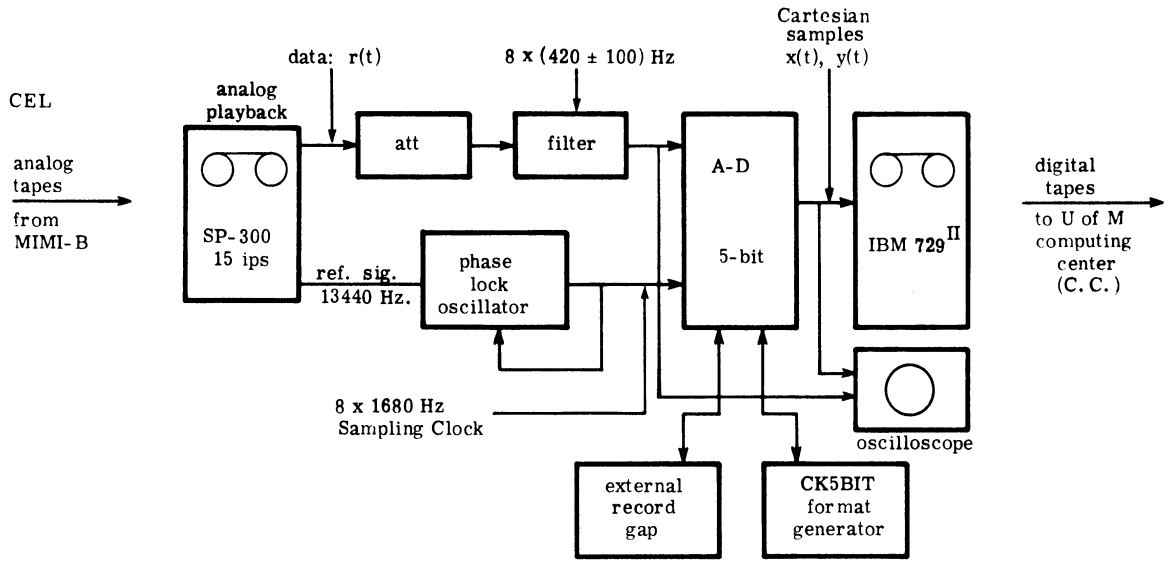 CEL
analog
tapes
from
MIMI-B
analog
playback
SP-300
15 ips
data: r(t)
att
8 x (420 ± 100) Hz
filter
ref. sig.
13440 Hz.
phase
lock
oscillator
8 x 1680 Hz
Sampling Clock
A-D
5-bit
Cartesian
samples
x(t), y(t)
IBM 729 II
oscilloscope
external
record
gap
CK5BIT
format
generator
digital
tapes
to U of M
computing
center
(C.C.)